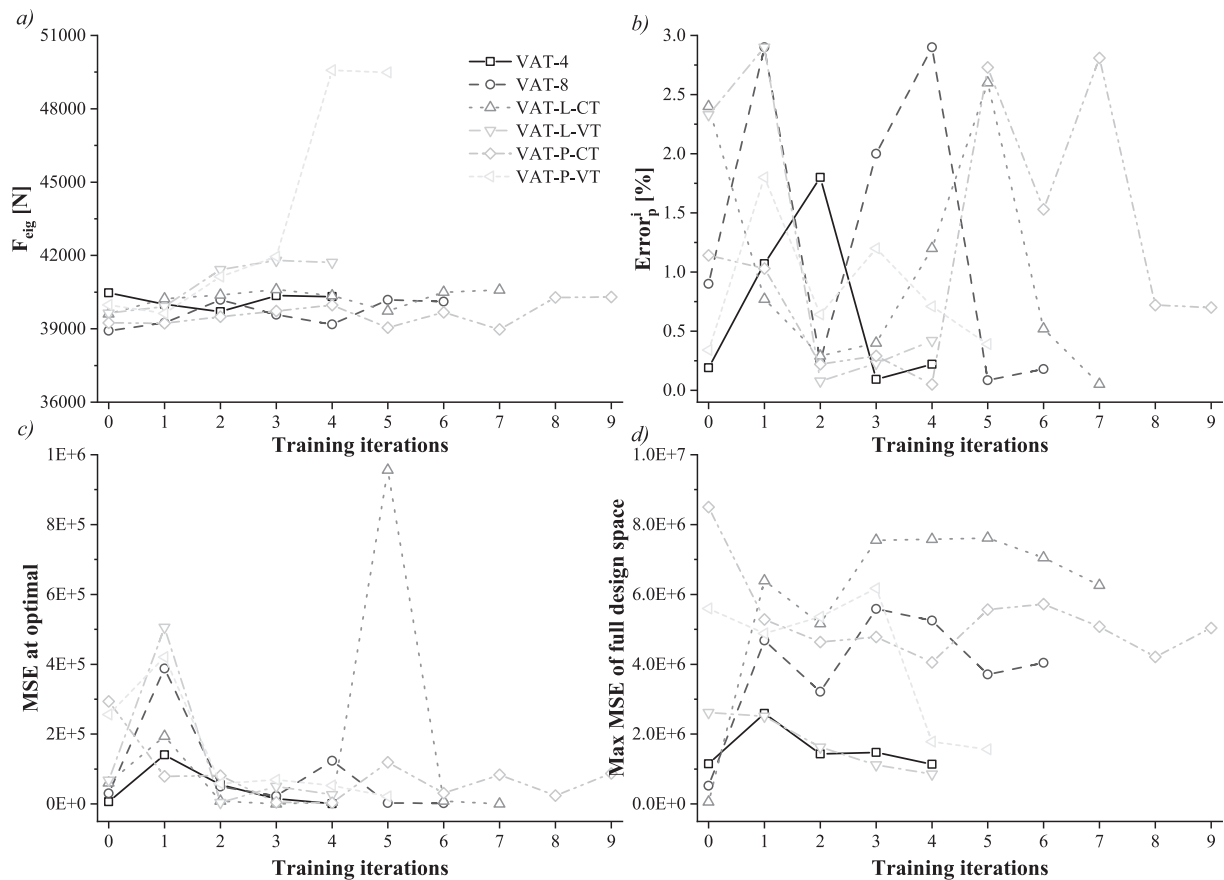 a)
51000
48000
45000
42000
39000
36000
F_eig [N]
VAT-4
VAT-8
VAT-L-CT
VAT-L-VT
VAT-P-CT
VAT-P-VT
0 1 2 3 4 5 6 7 8 9
Training iterations
b)
3.0
2.5
2.0
1.5
1.0
0.5
0.0
Error^i_p [%]
0 1 2 3 4 5 6 7 8 9
Training iterations
c)
1E+6
8E+5
6E+5
4E+5
2E+5
0E+0
MSE at optimal
0 1 2 3 4 5 6 7 8 9
Training iterations
d)
1.0E+7
8.0E+6
6.0E+6
4.0E+6
2.0E+6
0.0E+0
Max MSE of full design space
0 1 2 3 4 5 6 7 8 9
Training iterations